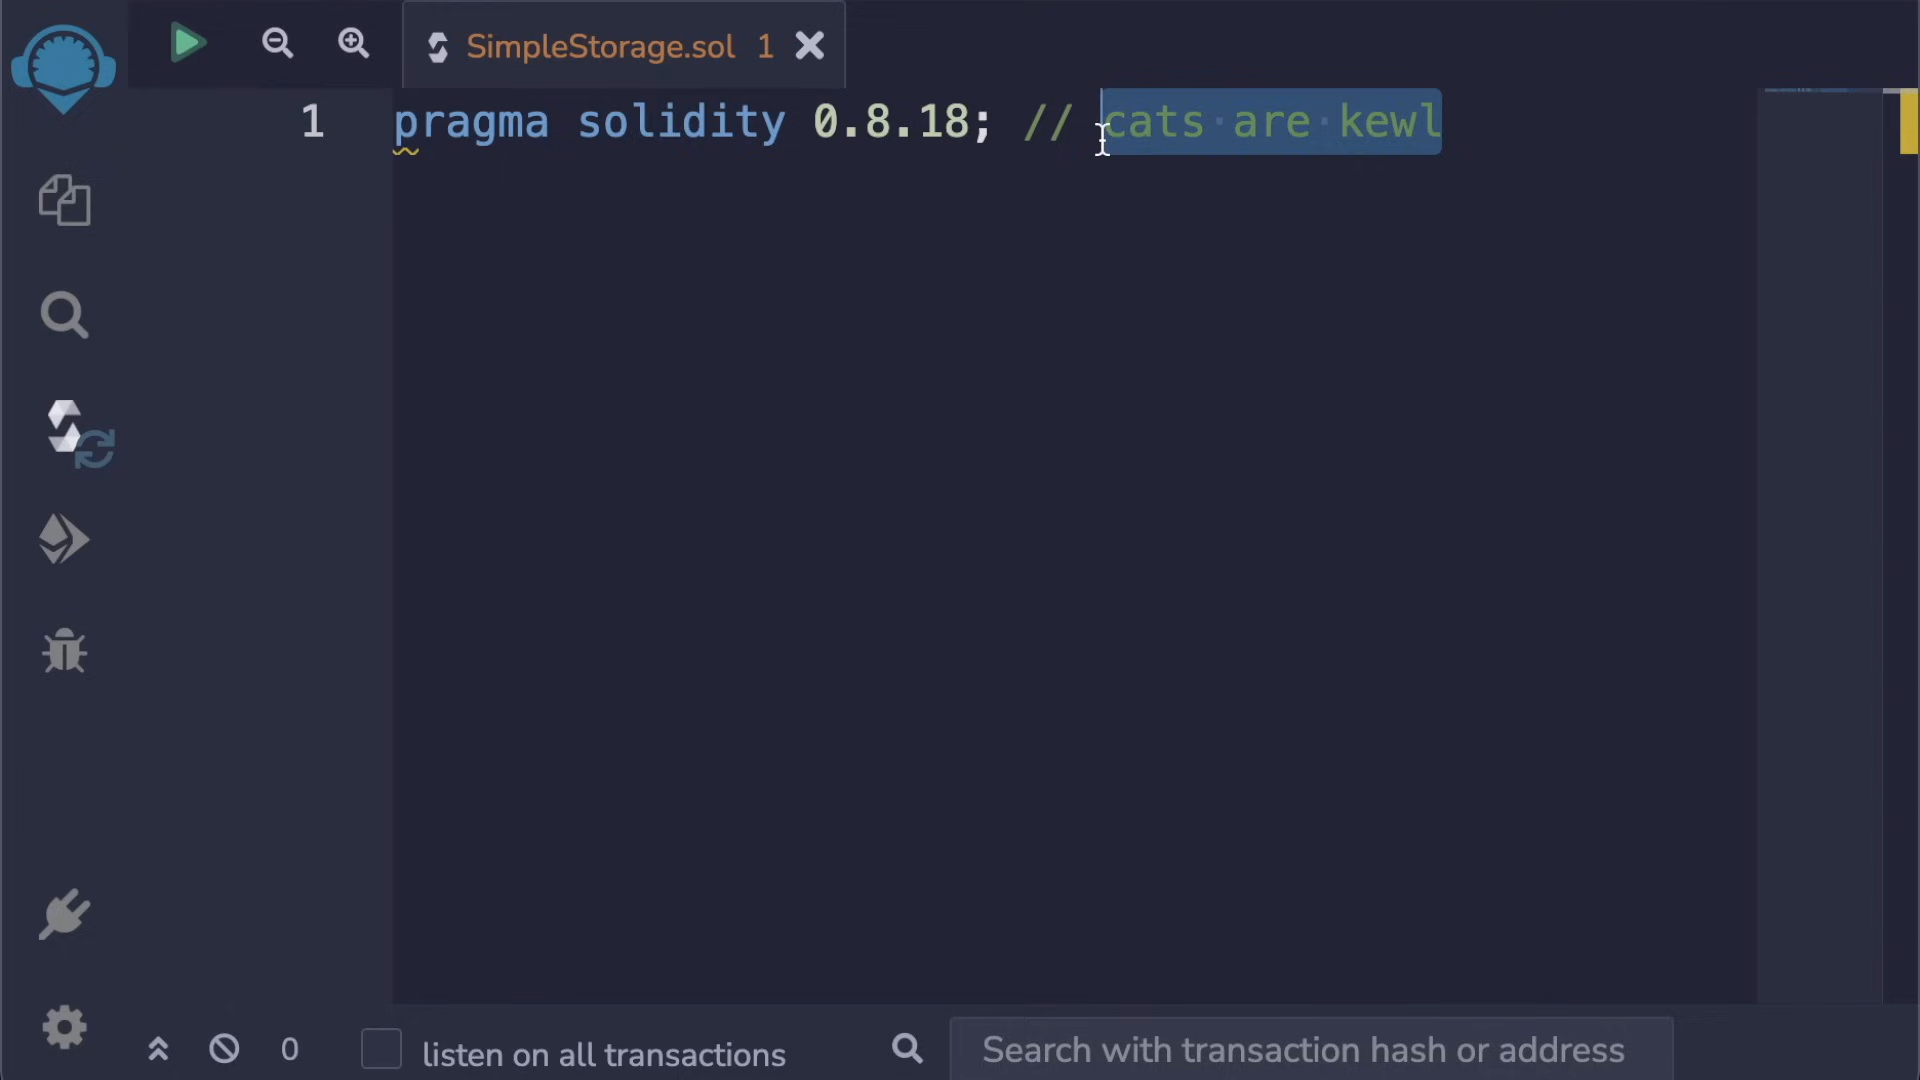 SimpleStorage.sol 1
1 pragma solidity 0.8.18; // cats are kewl
0 listen on all transactions Search with transaction hash or address